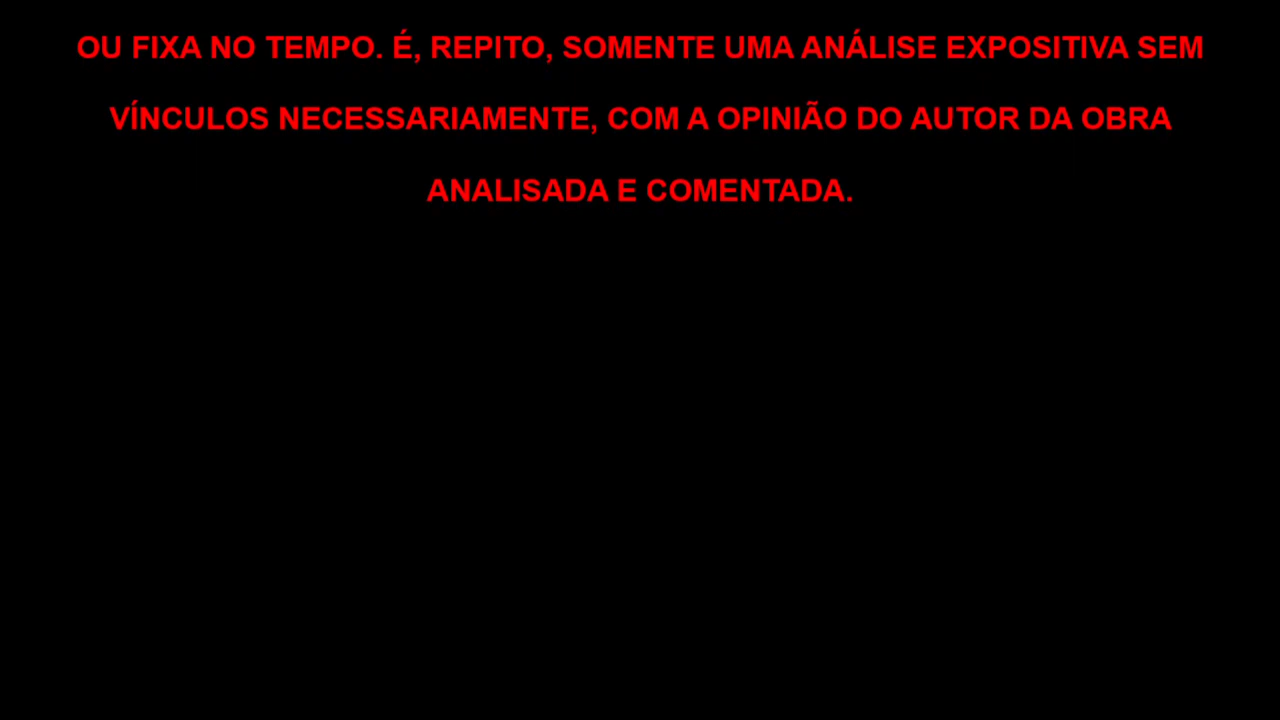 OU FIXA NO TEMPO. É, REPITO, SOMENTE UMA ANÁLISE EXPOSITIVA SEM
VÍNCULOS NECESSARIAMENTE, COM A OPINIÃO DO AUTOR DA OBRA
ANALISADA E COMENTADA.